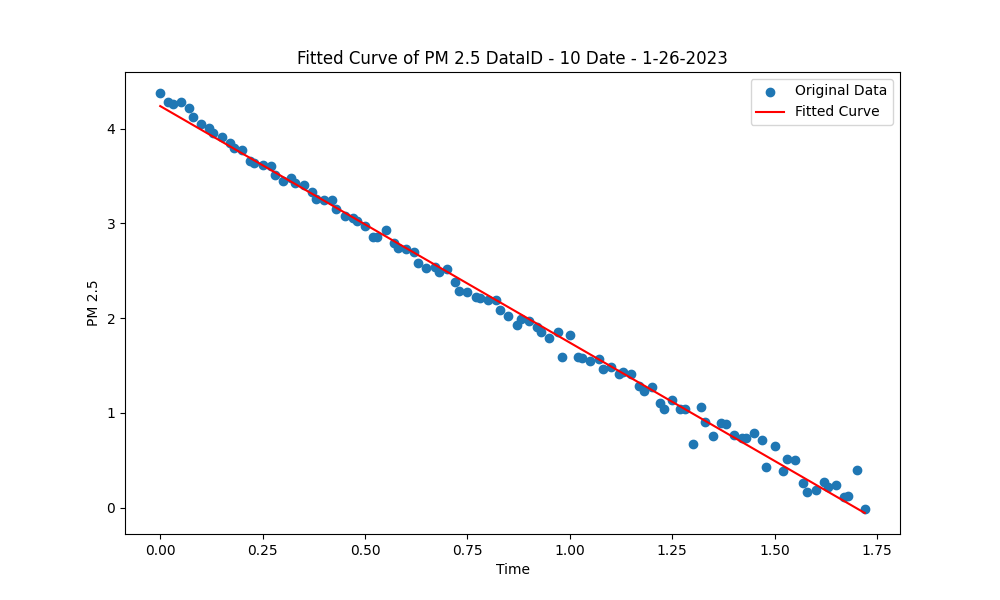 Fitted Curve of PM 2.5 DataID - 10 Date - 1-26-2023
Original Data
Fitted Curve
PM 2.5
4
3
2
1
0
0.00 0.25 0.50 0.75 1.00 1.25 1.50 1.75
Time